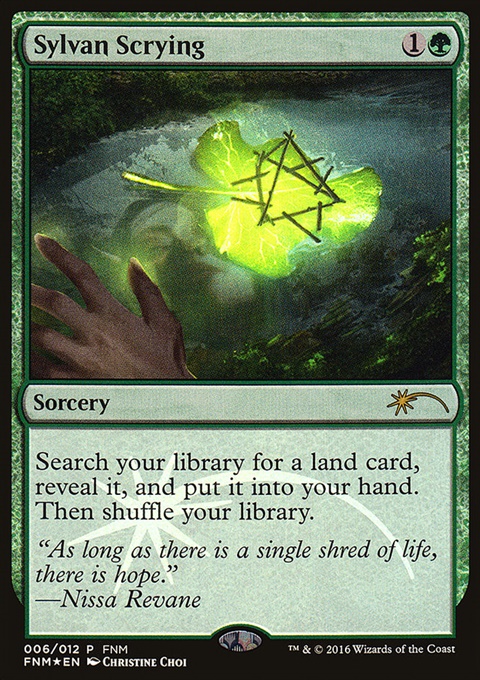 Sylvan Scrying 1
Sorcery
Search your library for a land card,
reveal it, and put it into your hand.
Then shuffle your library.
“As long as there is a single shred of life,
there is hope.”
—Nissa Revane
006/012 P FNM
FNM★EN Christine Choi
™ & © 2016 Wizards of the Coast